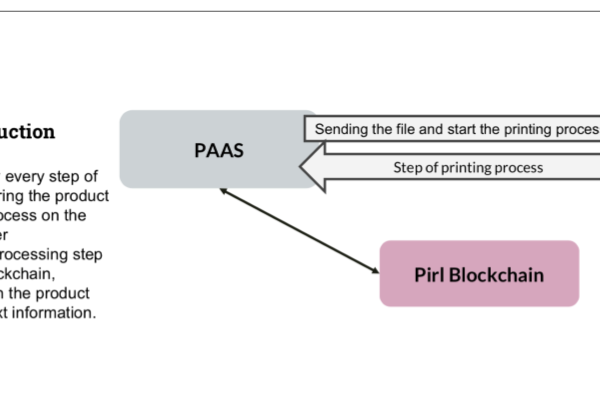 uction
every step of
ring the product
ocess on the
er
rocessing step
ckchain,
n the product
xt information.
PAAS
Sending the file and start the printing proces
Step of printing process
Pirl Blockchain